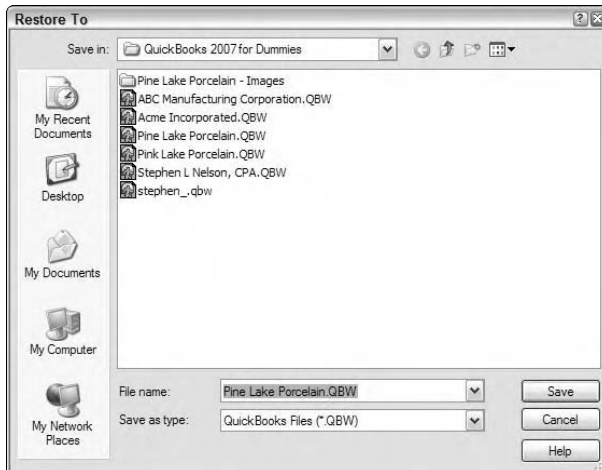 Restore To
Save in: QuickBooks 2007 for Dummies
My Recent Documents
Desktop
My Documents
My Computer
My Network Places
Pine Lake Porcelain - Images
ABC Manufacturing Corporation.QBW
Acme Incorporated.QBW
Pine Lake Porcelain.QBW
Pink Lake Porcelain.QBW
Stephen L Nelson, CPA.QBW
stephen_.qbw
File name: Pine Lake Porcelain.QBW Save
Save as type: QuickBooks Files (*.QBW) Cancel
Help